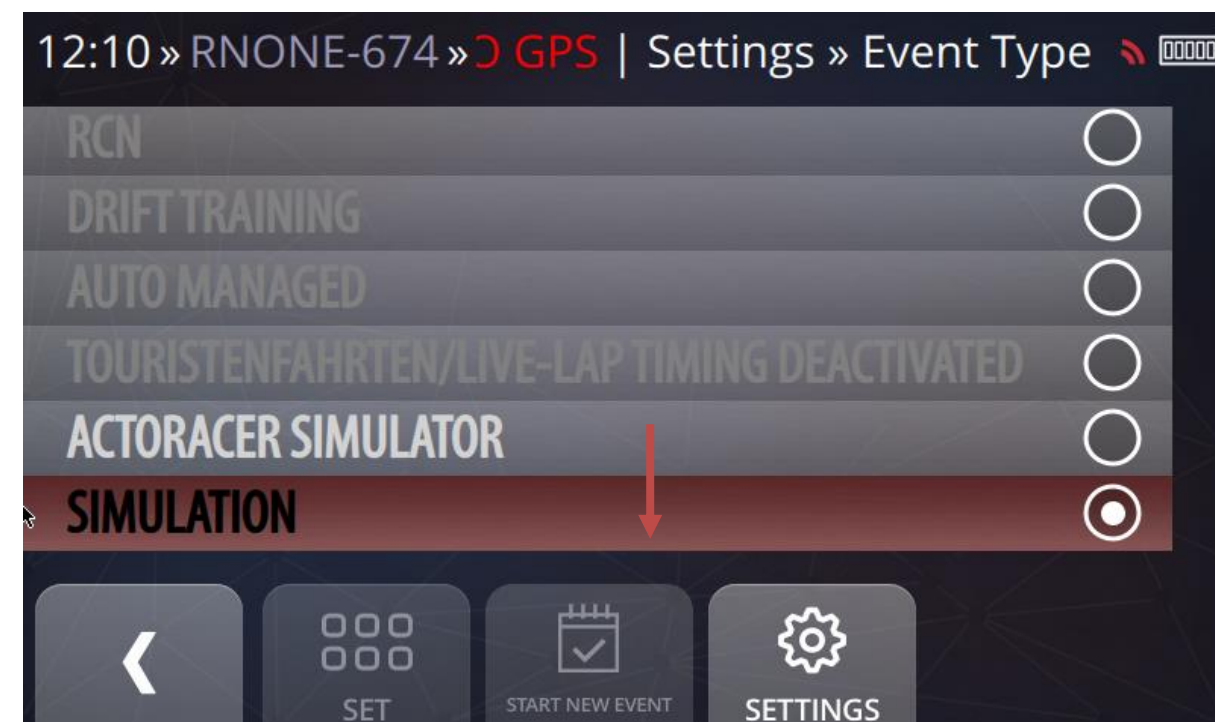 12:10 » RNONE-674 » Ɔ GPS | Settings » Event Type
RCN
DRIFT TRAINING
AUTO MANAGED
TOURISTENFAHRTEN/LIVE-LAP TIMING DEACTIVATED
ACTORACER SIMULATOR
SIMULATION
SET
START NEW EVENT
SETTINGS